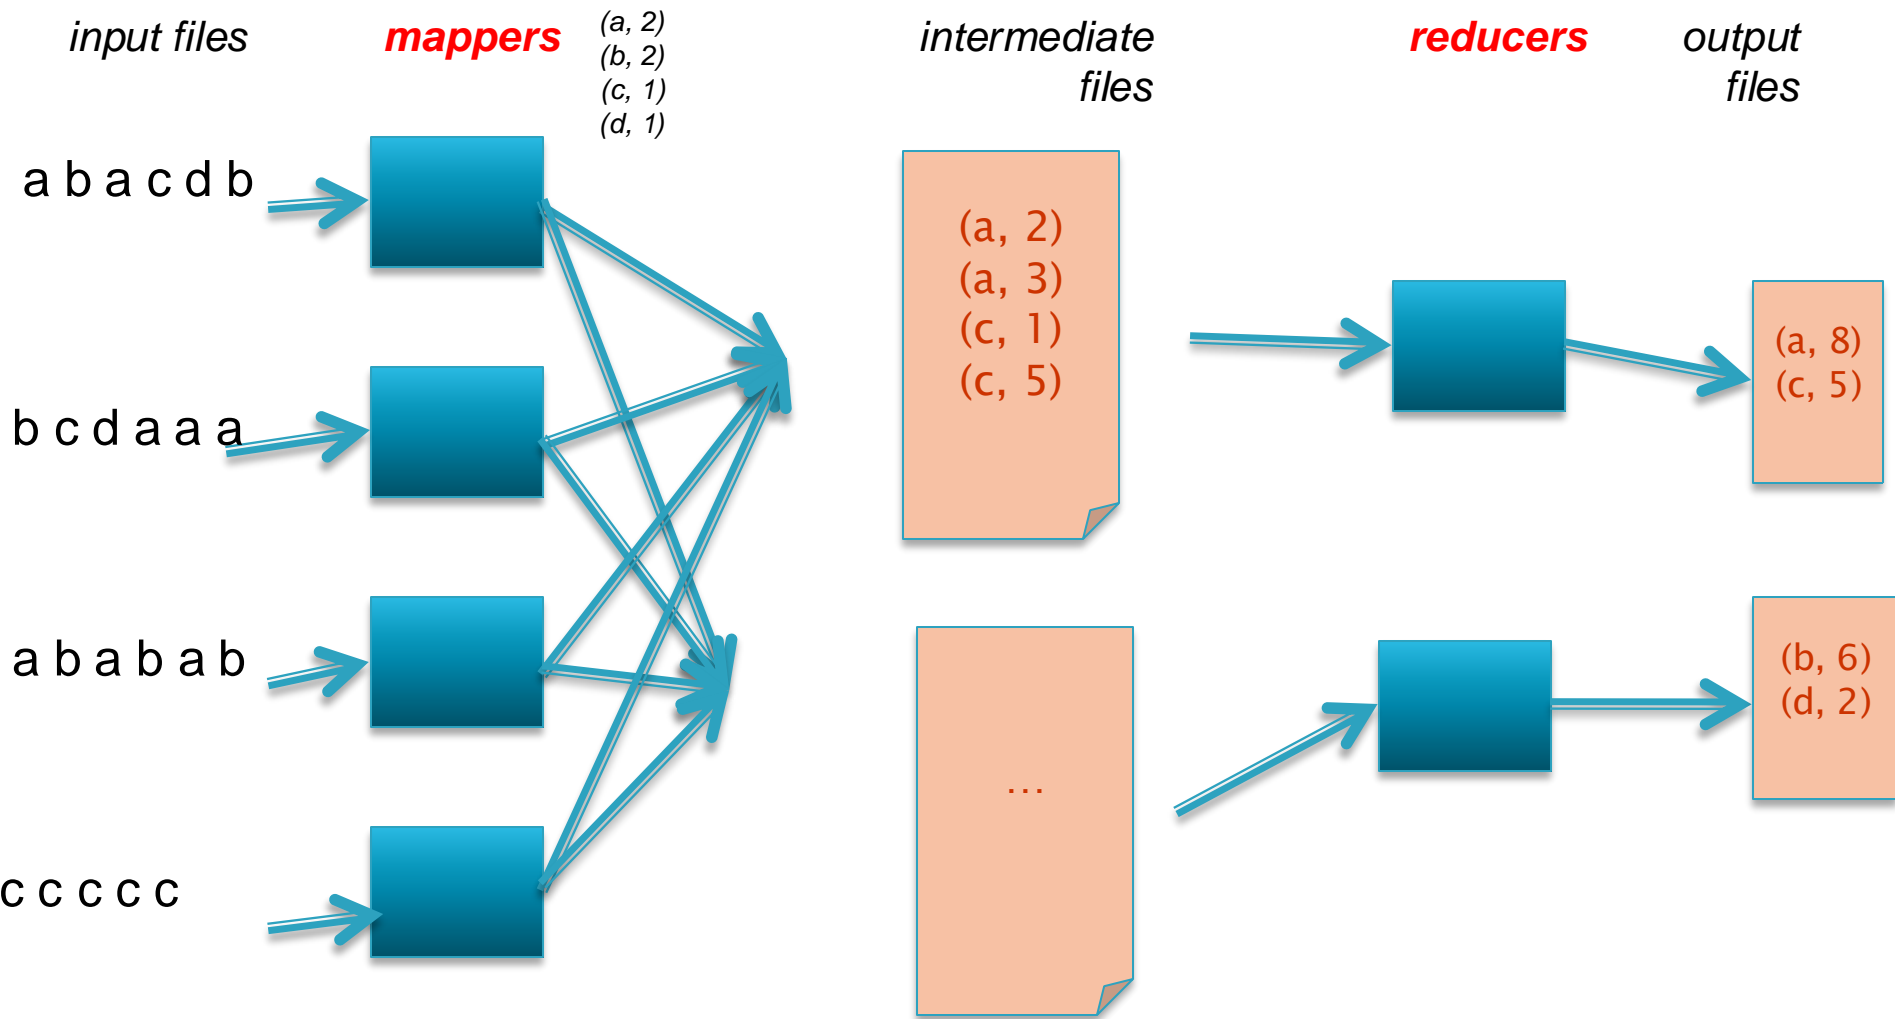 input files
mappers
(a, 2)
(b, 2)
(c, 1)
(d, 1)
intermediate
files
reducers
output
files
a b a c d b
b c d a a a
a b a b a b
c c c c c
(a, 2)
(a, 3)
(c, 1)
(c, 5)
...
(a, 8)
(c, 5)
(b, 6)
(d, 2)